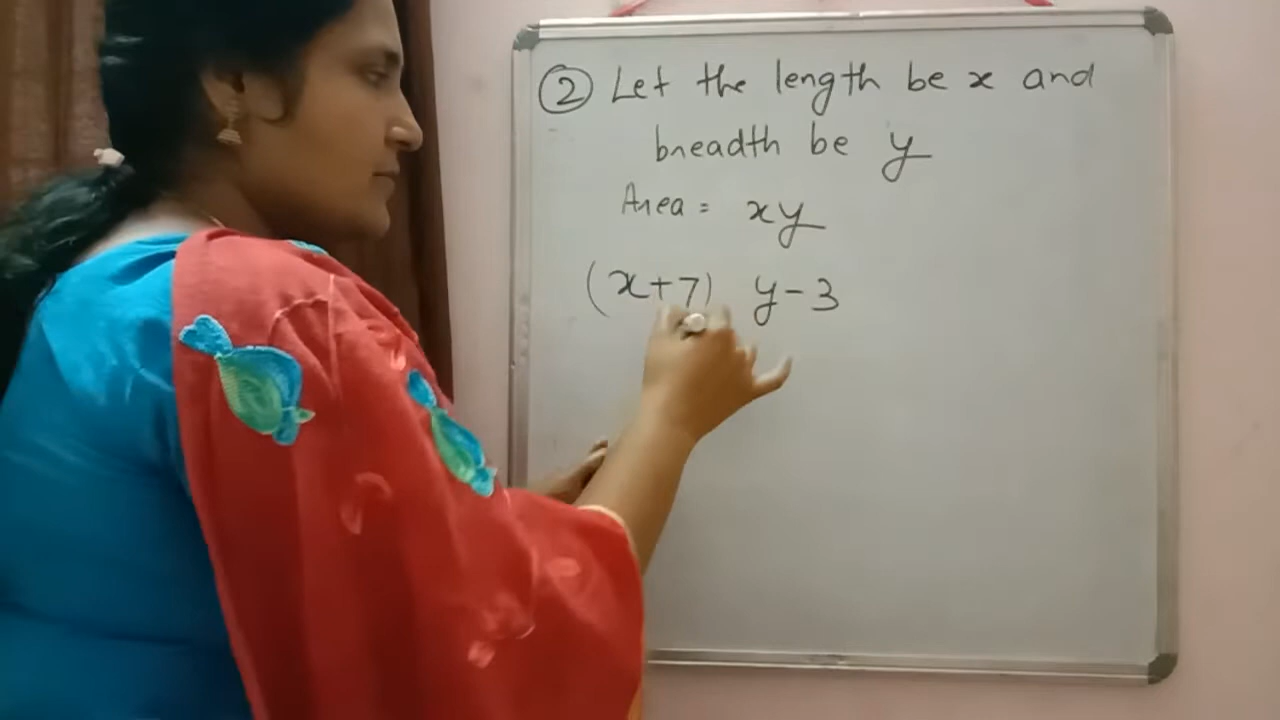 ② Let the length be x and
breadth be y
Area = xy
(x+7) y-3